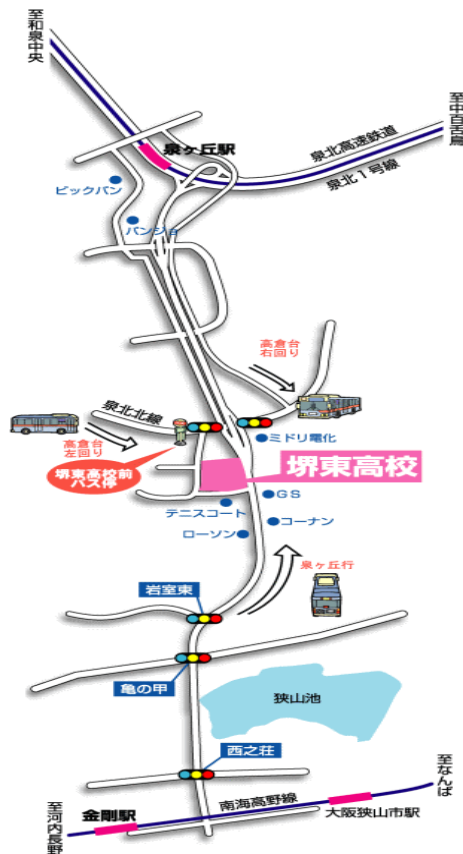 至和泉中央
至中百舌鳥
泉ヶ丘駅
泉北高速鉄道
泉北1号線
ビックバン
パンジョ
高倉台
右回り
泉北北線
高倉台
左回り
ミドリ電化
堺東高校前
バス停
堺東高校
GS
テニスコート
コーナン
ローソン
泉ヶ丘行
岩室東
亀の甲
狭山池
西之荘
至なんば
南海高野線
金剛駅
大阪狭山市駅
至河内長野